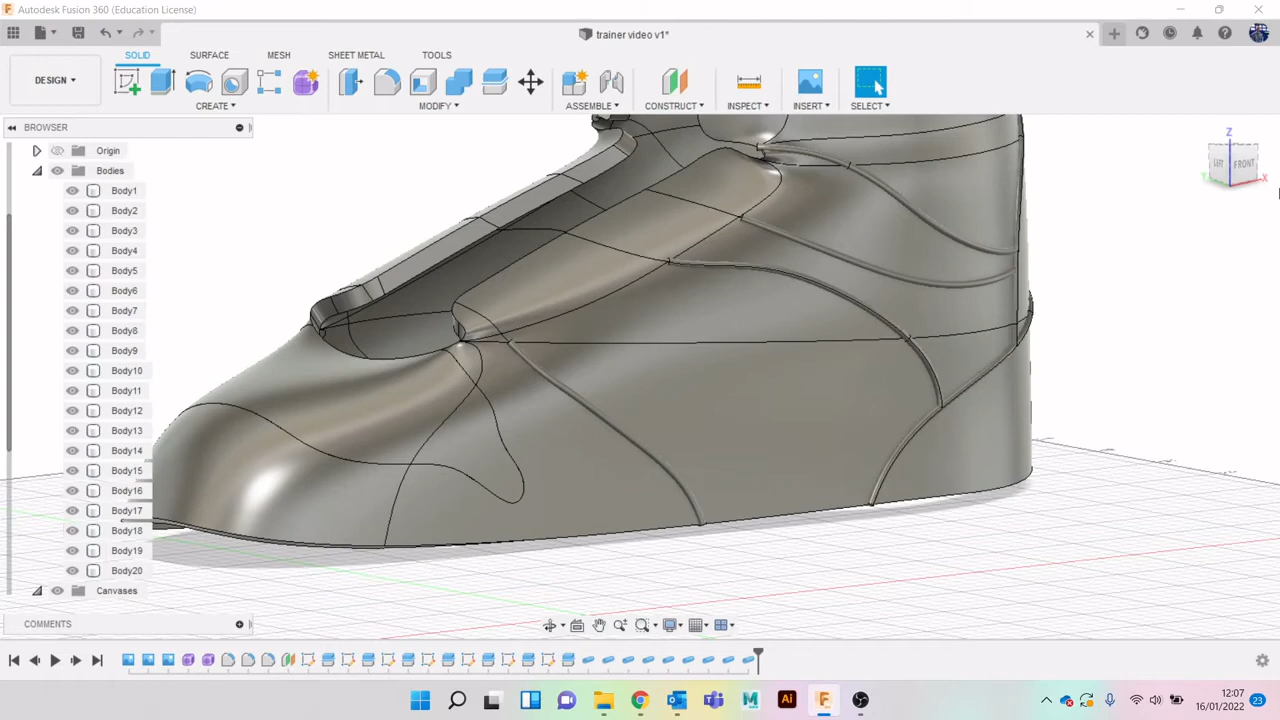 Autodesk Fusion 360 (Education License)
trainer video v1*
SOLID SURFACE MESH SHEET METAL TOOLS
DESIGN
CREATE MODIFY ASSEMBLE CONSTRUCT INSPECT INSERT SELECT
BROWSER
Origin
Bodies
Body1
Body2
Body3
Body4
Body5
Body6
Body7
Body8
Body9
Body10
Body11
Body12
Body13
Body14
Body15
Body16
Body17
Body18
Body19
Body20
Canvases
COMMENTS
Z
LEFT FRONT
X
12:07
16/01/2022
23